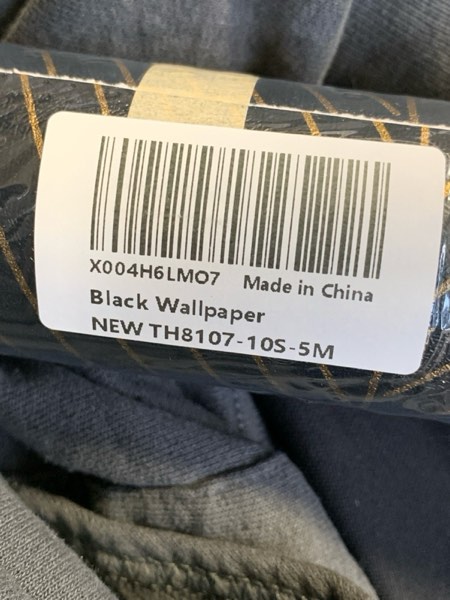 X004H6LMO7 Made in China
Black Wallpaper
NEW TH8107-10S-5M